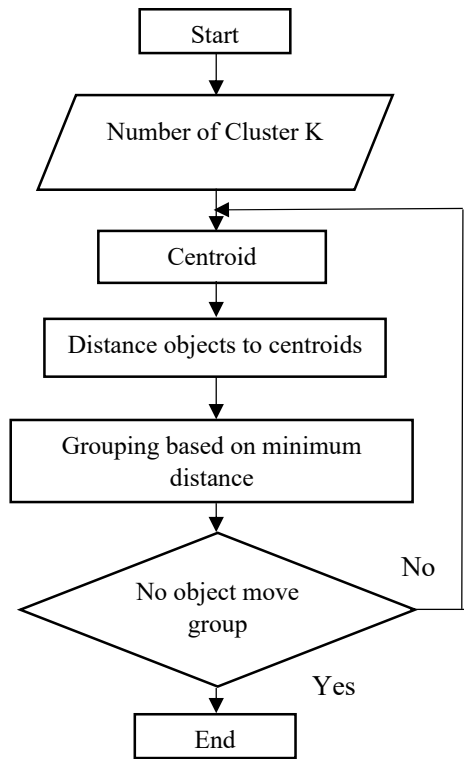 Start
Number of Cluster K
Centroid
Distance objects to centroids
Grouping based on minimum
distance
No object move
group
No
Yes
End